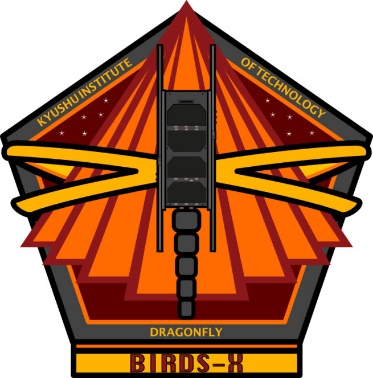 KYUSHU INSTITUTE
OF TECHNOLOGY
DRAGONFLY
BIRDS-X